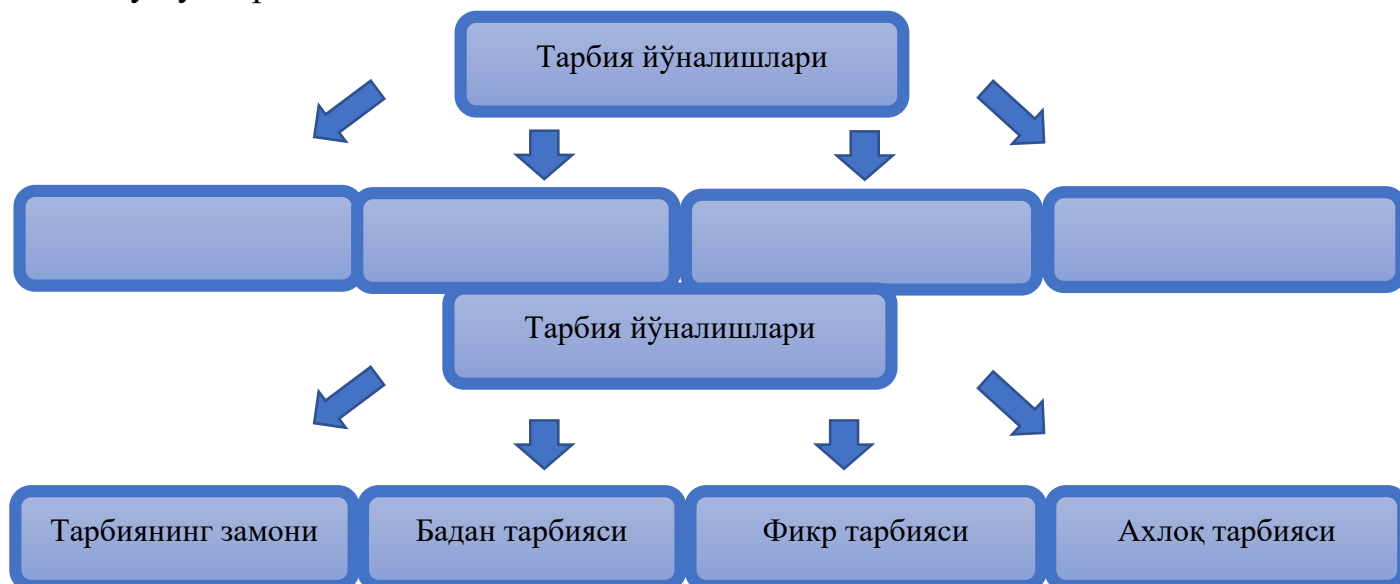 Тарбия йўналишлари
Тарбия йўналишлари
Тарбиянинг замони
Бадан тарбияси
Фикр тарбияси
Ахлоқ тарбияси